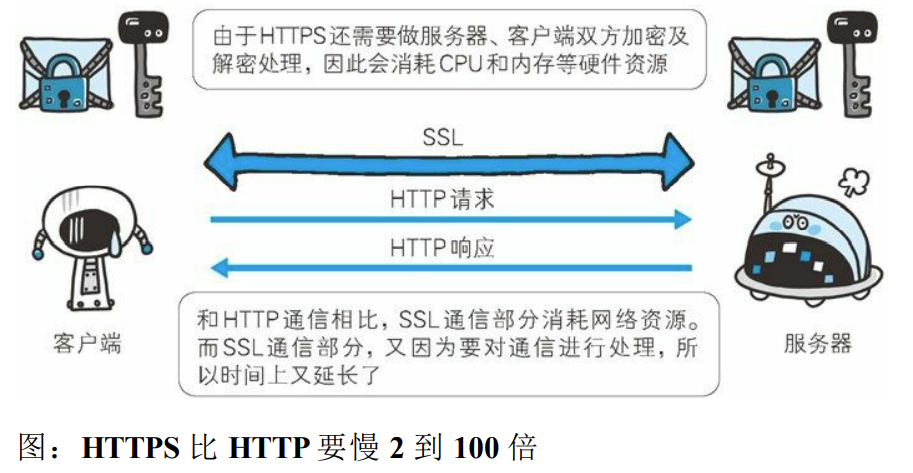 由于HTTPS还需要做服务器、客户端双方加密及
解密处理，因此会消耗CPU和内存等硬件资源
SSL
HTTP请求
HTTP响应
客户端
服务器
和HTTP通信相比，SSL通信部分消耗网络资源。
而SSL通信部分，又因为要对通信进行处理，所
以时间上又延长了
图：HTTPS 比 HTTP 要慢 2 到 100 倍